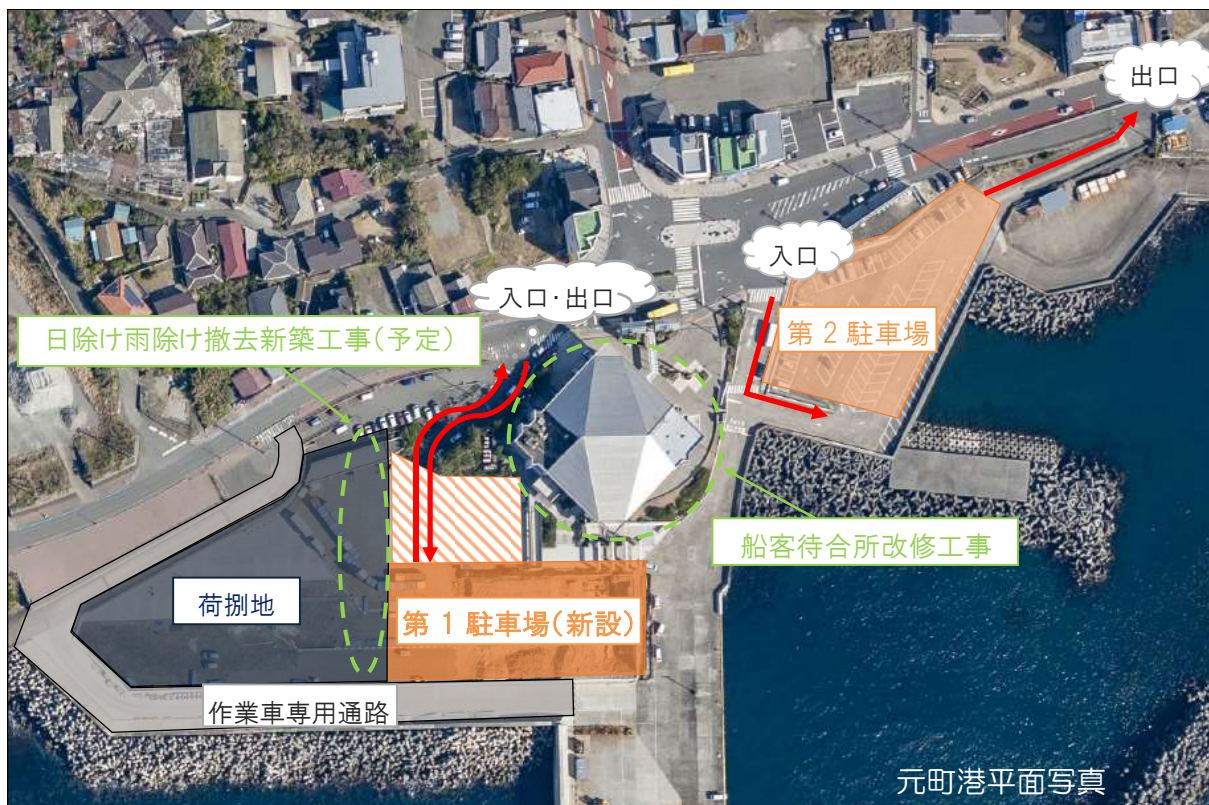 出口
入口
入口・出口
日除け雨除け撤去新築工事(予定)
第2駐車場
船客待合所改修工事
荷捌地
第1駐車場(新設)
作業車専用通路
元町港平面写真